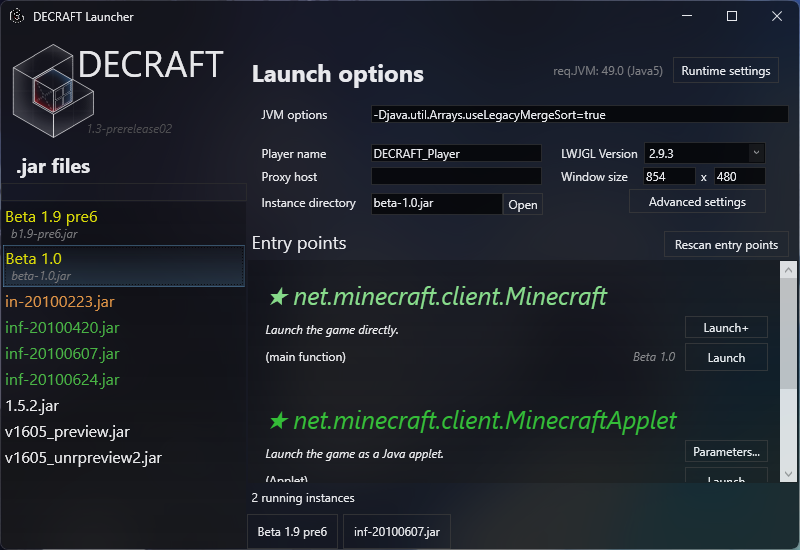 DECRAFT Launcher
DECRAFT
1.3-prerelease02
.jar files
Beta 1.9 pre6
b1.9-pre6.jar
Beta 1.0
beta-1.0.jar
in-20100223.jar
inf-20100420.jar
inf-20100607.jar
inf-20100624.jar
1.5.2.jar
v1605_preview.jar
v1605_unrpreview2.jar
Launch options
req.JVM: 49.0 (Java5)
Runtime settings
JVM options
-Djava.util.Arrays.useLegacyMergeSort=true
Player name
DECRAFT_Player
LWJGL Version
2.9.3
Proxy host
Window size
854 x 480
Instance directory
beta-1.0.jar
Open
Advanced settings
Entry points
Rescan entry points
★ net.minecraft.client.Minecraft
Launch the game directly.
Launch+
(main function)
Beta 1.0
Launch
★ net.minecraft.client.MinecraftApplet
Launch the game as a Java applet.
Parameters...
(Applet)
Launch
2 running instances
Beta 1.9 pre6
inf-20100607.jar